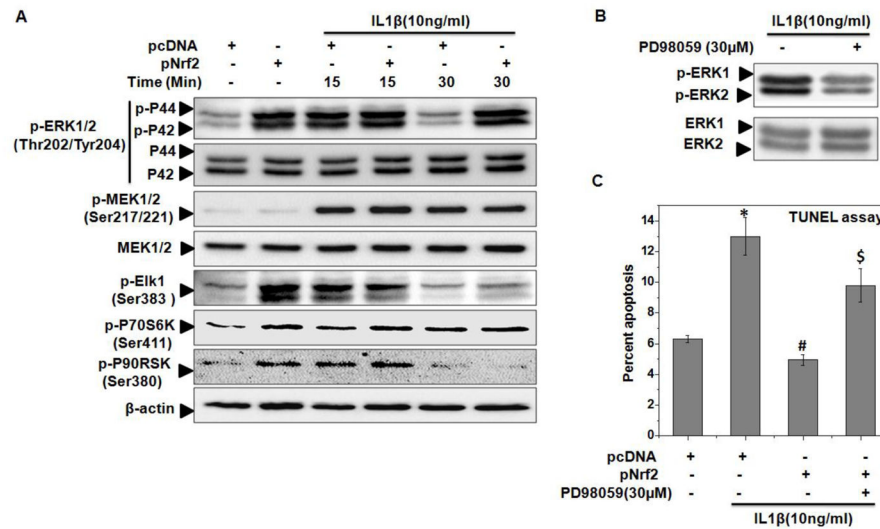 A
IL1β(10ng/ml)
pcDNA + - + - + -
pNrf2 - + - + - +
Time (Min) - - 15 15 30 30
p-ERK1/2
(Thr202/Tyr204)
p-P44
p-P42
P44
P42
p-MEK1/2
(Ser217/221)
MEK1/2
p-Elk1
(Ser383 )
p-P70S6K
(Ser411)
p-P90RSK
(Ser380)
β-actin
B
IL1β(10ng/ml)
PD98059 (30μM) - +
p-ERK1
p-ERK2
ERK1
ERK2
C
TUNEL assay
Percent apoptosis
14
12
10
8
6
4
2
0
*
#
$
pcDNA + + - -
pNrf2 - - + +
PD98059(30μM) - - - +
IL1β(10ng/ml)